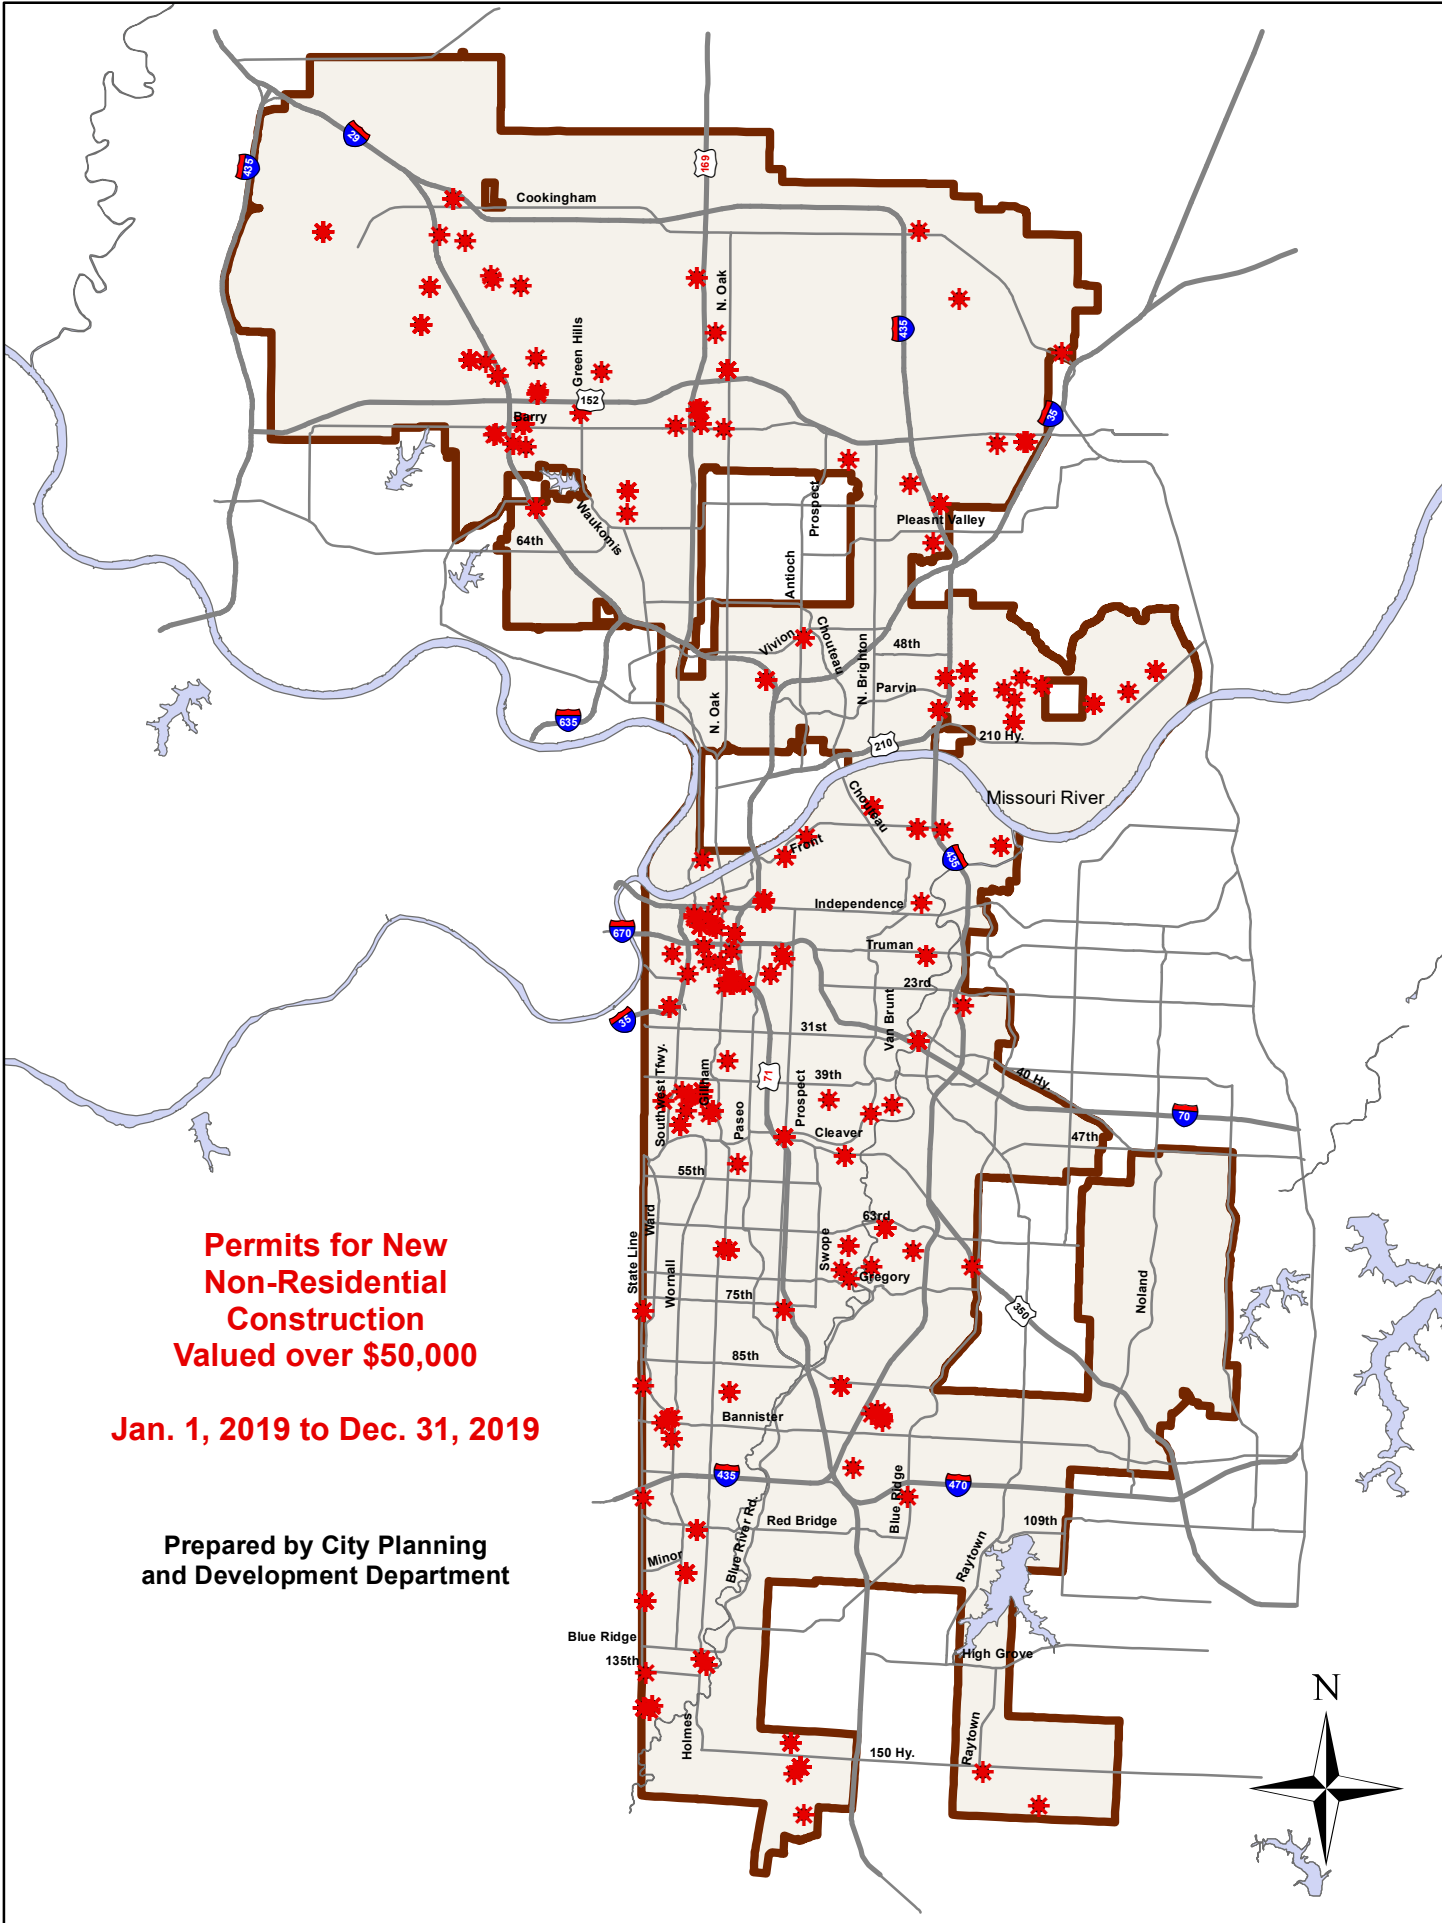 29
435
169
Cookingham
N. Oak
435
Green Hills
152
Barry
35
Prospect
Waukomis
Pleasnt Valley
64th
Antioch
Vivion
Chouteau
N. Brighton
48th
Parvin
N. Oak
635
210
210 Hy.
Missouri River
Chouteau
Front
435
Independence
670
Truman
23rd
35
31st
Van Brunt
Southwest Tfwy.
Gillham
71
39th
40 Hy.
Prospect
Paseo
70
Cleaver
47th
55th
Ward
63rd
State Line
Wornall
Swope
Gregory
75th
Noland
350
85th
Permits for New
Non-Residential
Construction
Valued over $50,000
Jan. 1, 2019 to Dec. 31, 2019
Bannister
435
470
Blue Ridge
Blue River Rd.
Red Bridge
109th
Raytown
Minor
Prepared by City Planning
and Development Department
Blue Ridge
135th
High Grove
Holmes
Raytown
150 Hy.
N